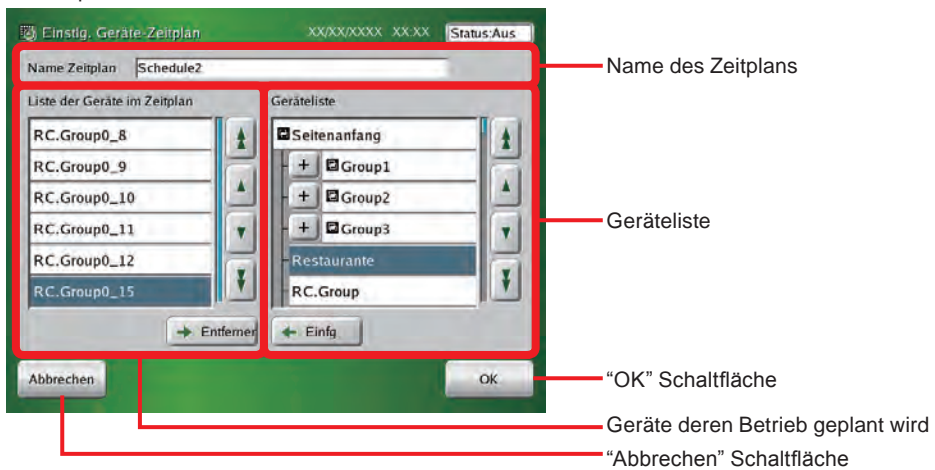 Einstlg. Geräte-Zeitplan XX/XX/XXXX XX:XX Status:Aus
Name Zeitplan Schedule2
Name des Zeitplans
Liste der Geräte im Zeitplan
RC.Group0_8
RC.Group0_9
RC.Group0_10
RC.Group0_11
RC.Group0_12
RC.Group0_15
Entferner
Geräteliste
Seitenanfang
+ Group1
+ Group2
+ Group3
Restaurante
RC.Group
Einfg
Geräteliste
Abbrechen
OK
“OK” Schaltfläche
Geräte deren Betrieb geplant wird
“Abbrechen” Schaltfläche